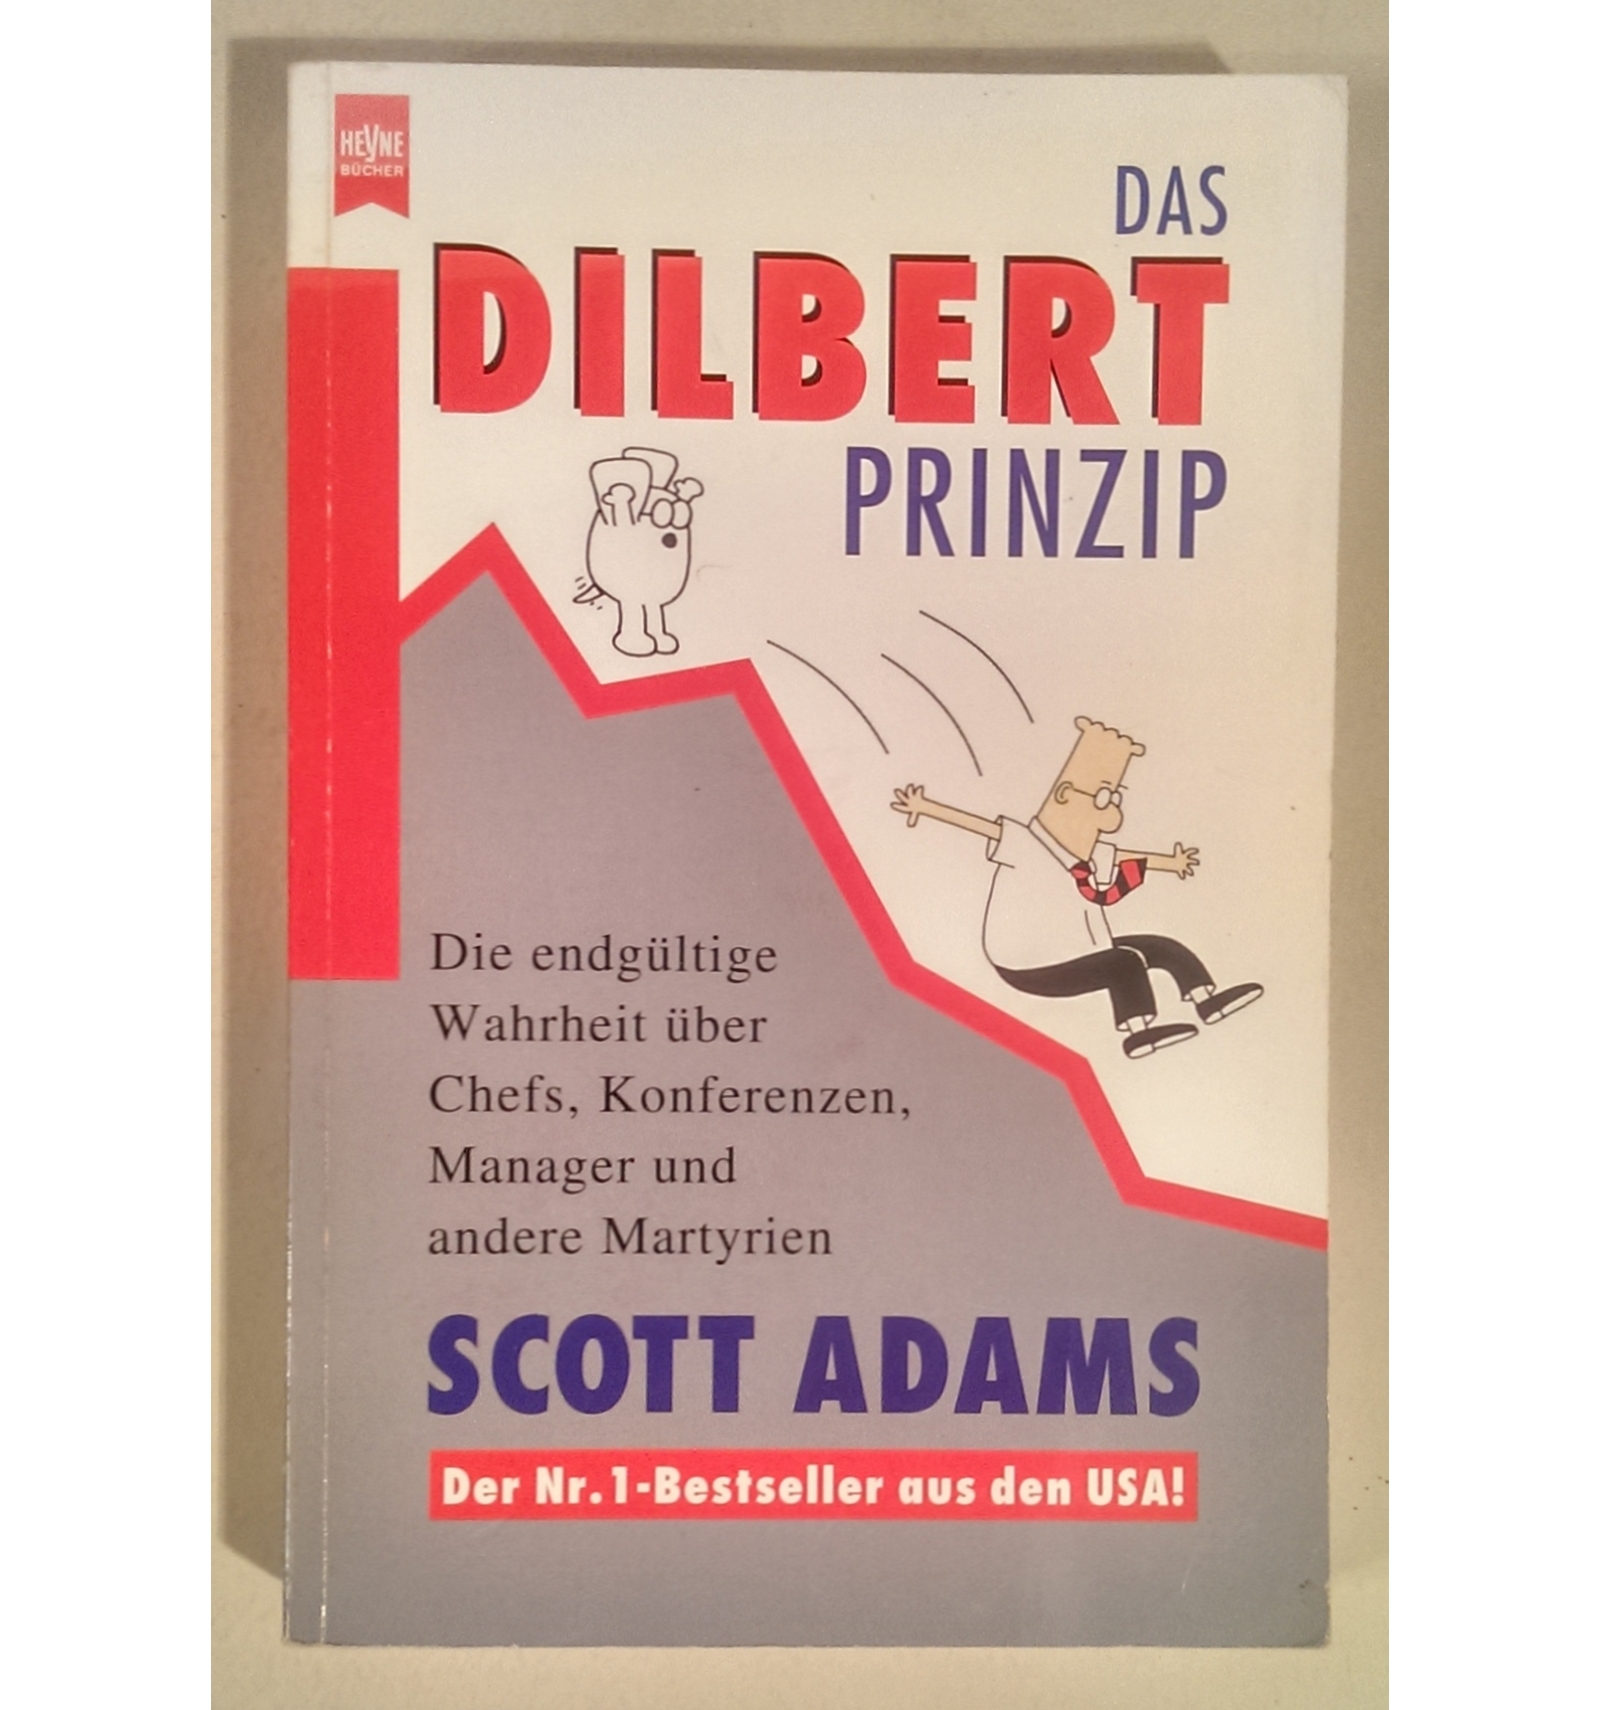 HEYNE
BÜCHER
DAS
DILBERT
PRINZIP
Die endgültige
Wahrheit über
Chefs, Konferenzen,
Manager und
andere Martyrien
SCOTT ADAMS
Der Nr. 1-Bestseller aus den USA!